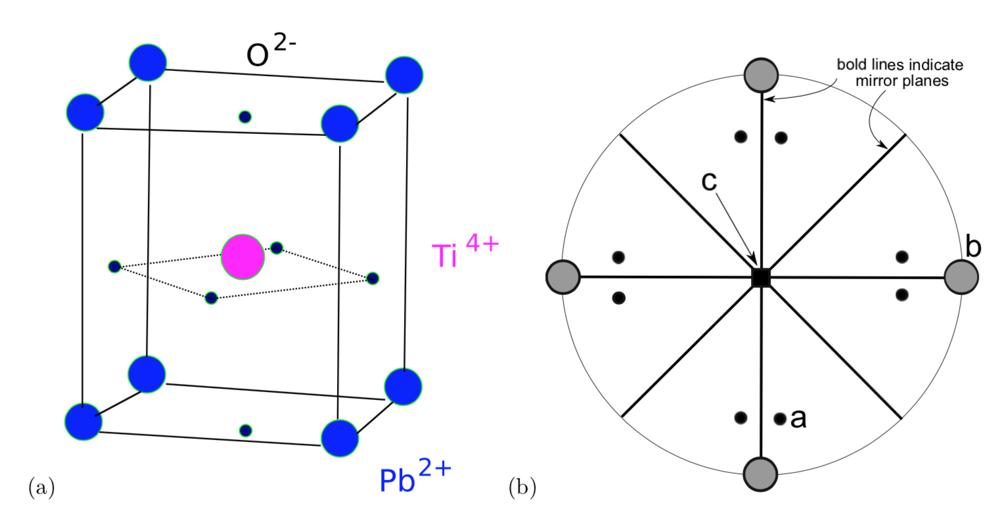 O²⁻
Ti ⁴⁺
Pb²⁺
(a)
bold lines indicate
mirror planes
c
b
a
(b)